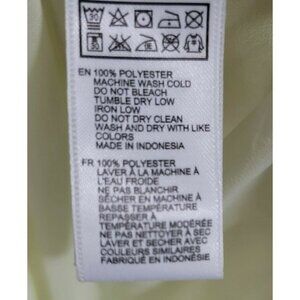 EN 100% POLYESTER
MACHINE WASH COLD
DO NOT BLEACH
TUMBLE DRY LOW
IRON LOW
DO NOT DRY CLEAN
WASH AND DRY WITH LIKE
COLORS
MADE IN INDONESIA
FR 100% POLYESTER
LAVER À LA MACHINE À
L'EAU FROIDE
NE PAS BLANCHIR
SÉCHER EN MACHINE À
BASSE TEMPÉRATURE
REPASSER À
TEMPÉRATURE MODÉRÉE
NE PAS NETTOYER À SEC
LAVER ET SÉCHER AVEC
COULEURS SIMILAIRES
FABRIQUÉ EN INDONÉSIE